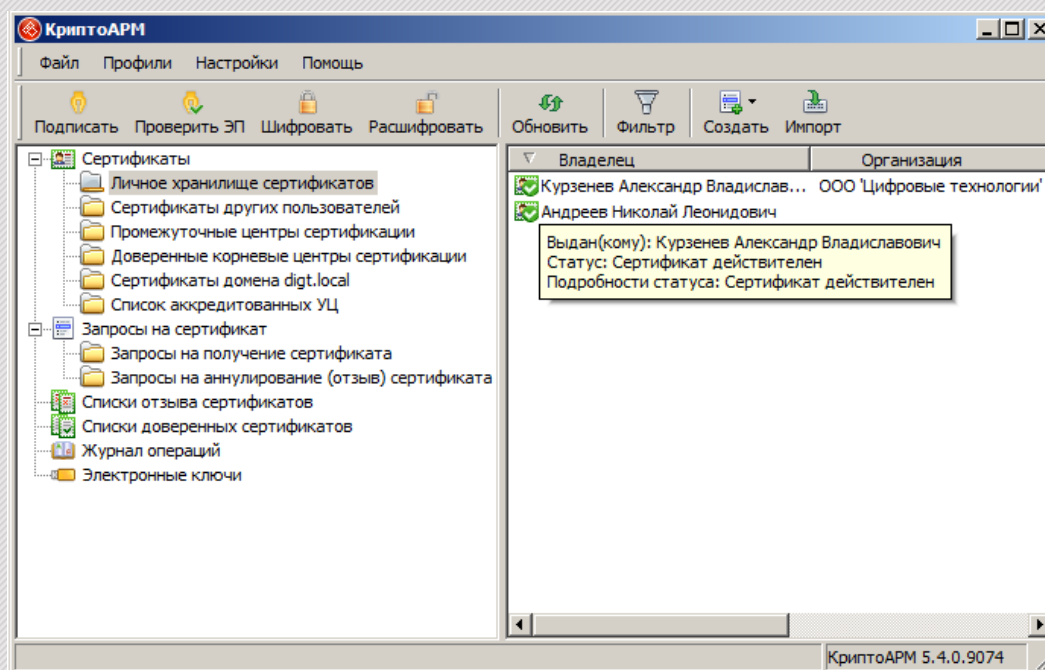 КриптоАРМ
Файл Профили Настройки Помощь
Подписать Проверить ЭП Шифровать Расшифровать Обновить Фильтр Создать Импорт
Сертификаты
Личное хранилище сертификатов
Сертификаты других пользователей
Промежуточные центры сертификации
Доверенные корневые центры сертификации
Сертификаты домена digt.local
Список аккредитованных УЦ
Запросы на сертификат
Запросы на получение сертификата
Запросы на аннулирование (отзыв) сертификата
Списки отзыва сертификатов
Списки доверенных сертификатов
Журнал операций
Электронные ключи
Владелец Организация
Курзенев Александр Владислав... ООО 'Цифровые технологии'
Андреев Николай Леонидович
Выдан(кому): Курзенев Александр Владиславович
Статус: Сертификат действителен
Подробности статуса: Сертификат действителен
КриптоАРМ 5.4.0.9074